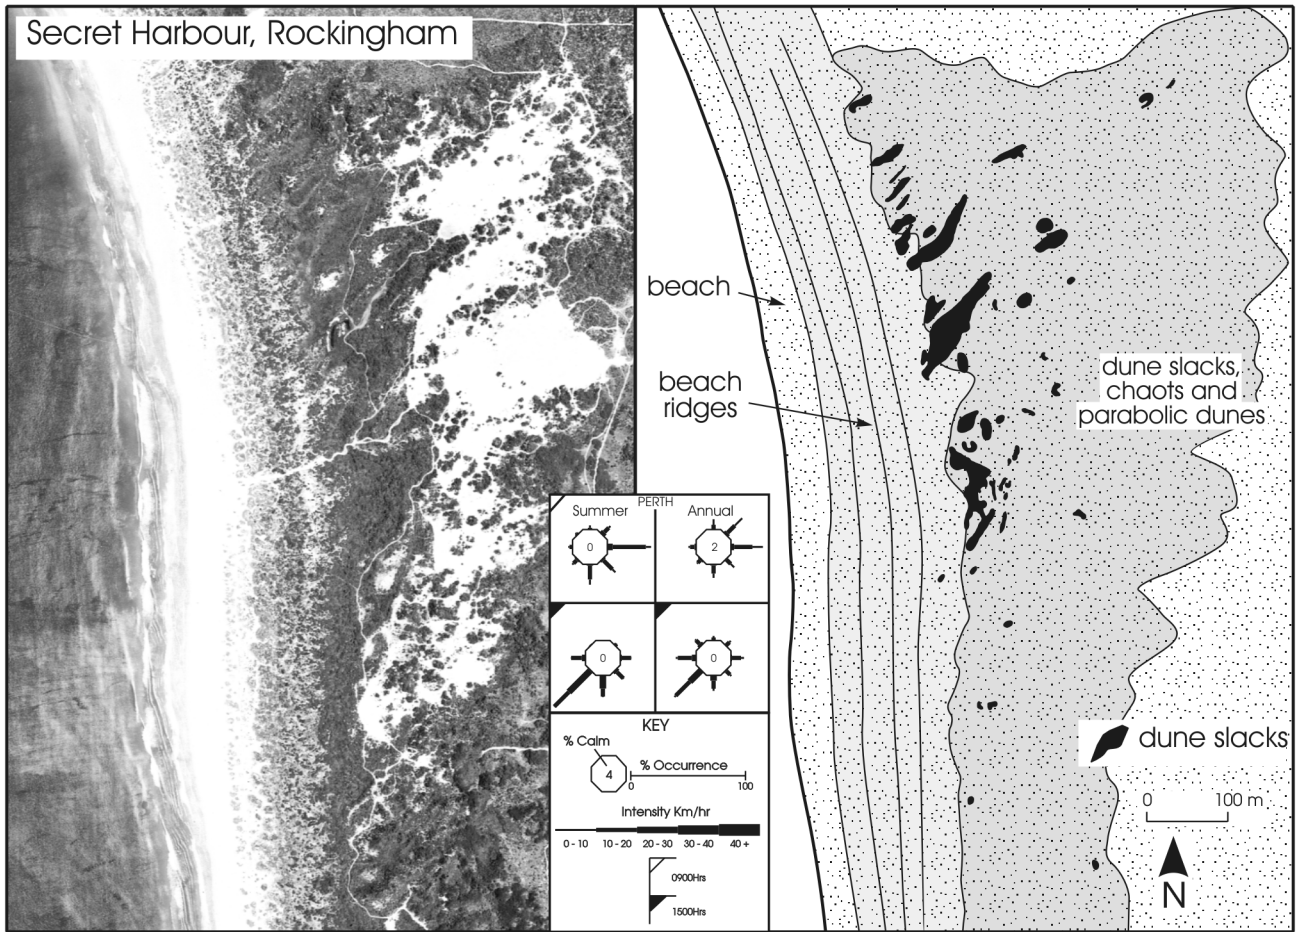 Secret Harbour, Rockingham
beach
beach
ridges
dune slacks,
chaots and
parabolic dunes
PERTH
Summer
Annual
0
2
0
0
KEY
% Calm
4
% Occurrence
0
100
Intensity Km/hr
0 - 10
10 - 20
20 - 30
30 - 40
40 +
0900Hrs
1500Hrs
dune slacks
0
100 m
N